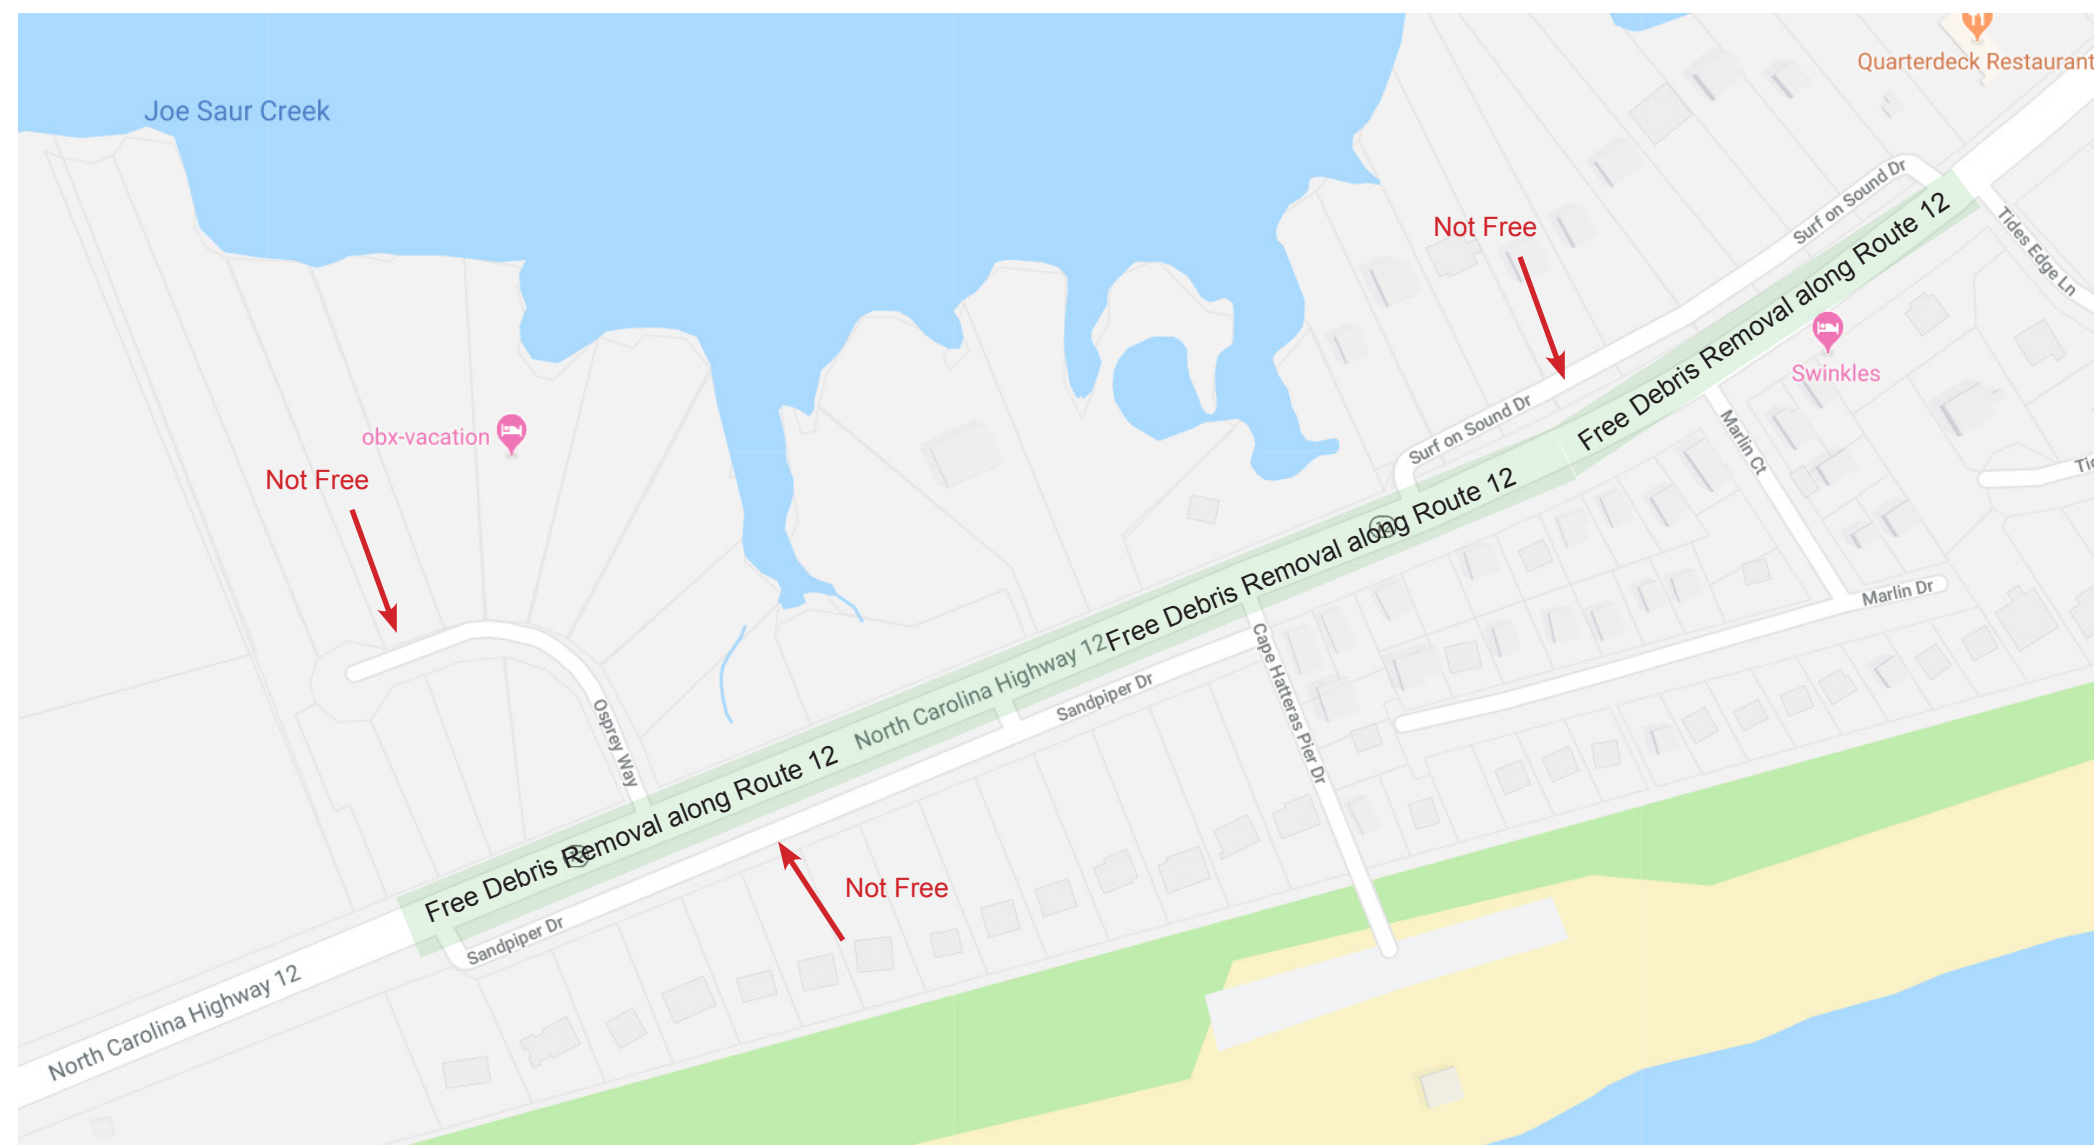 Quarterdeck Restaurant
Joe Saur Creek
Surf on Sound Dr
Free Debris Removal along Route 12
Tides Edge Ln
Not Free
Swinkles
Surf on Sound Dr
obx-vacation
Not Free
Marlin Ct
Free Debris Removal along Route 12
12
Marlin Dr
North Carolina Highway 12
Cape Hatteras Pier Dr
Sandpiper Dr
Osprey Way
Free Debris Removal along Route 12
12
Not Free
Sandpiper Dr
North Carolina Highway 12